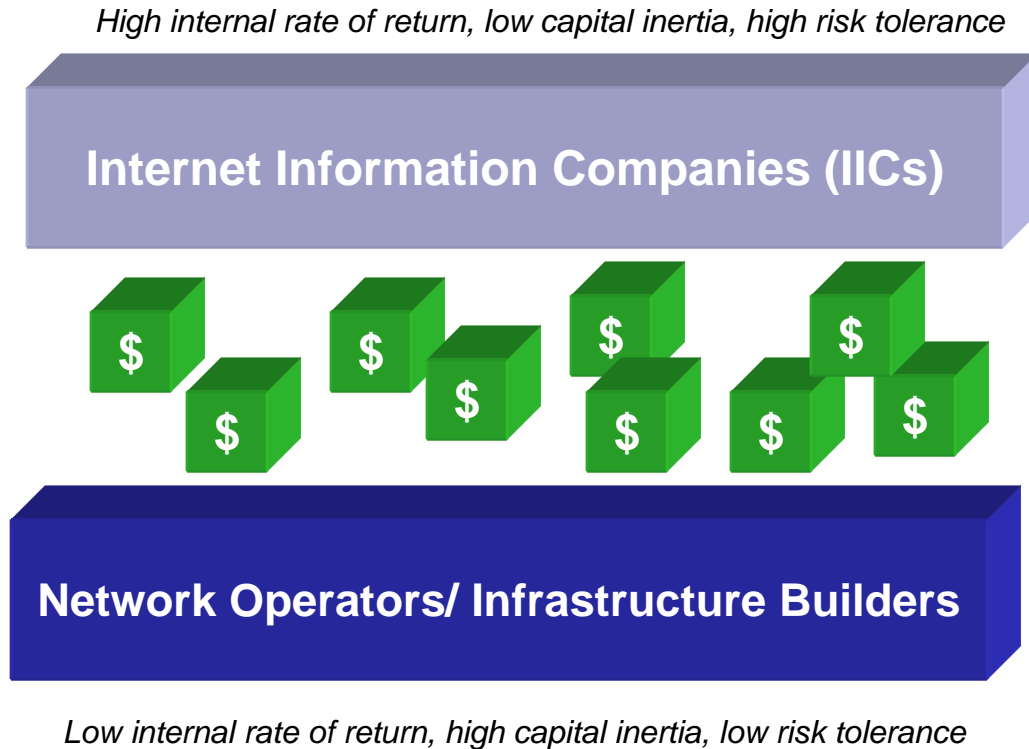 High internal rate of return, low capital inertia, high risk tolerance
Internet Information Companies (IICs)
$ $ $ $
$ $ $ $ $
Network Operators/ Infrastructure Builders
Low internal rate of return, high capital inertia, low risk tolerance